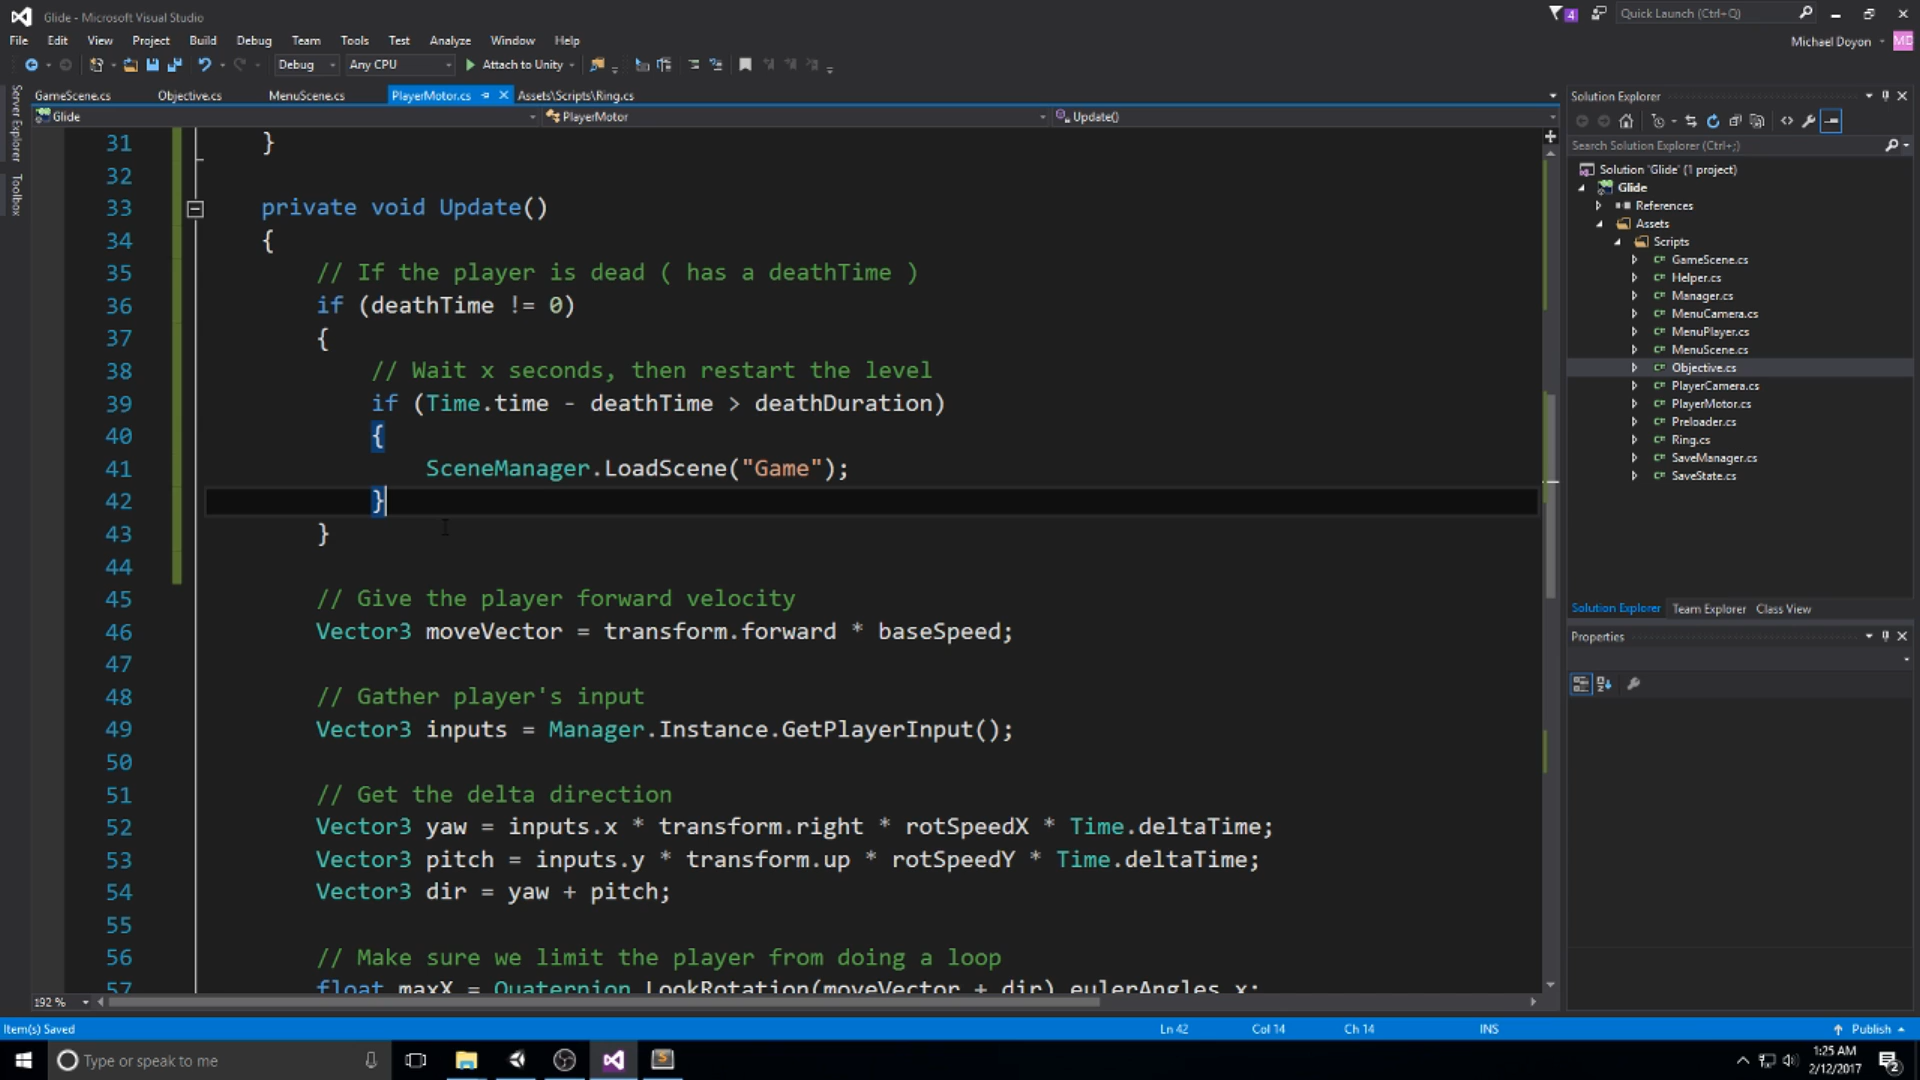 Glide - Microsoft Visual Studio
4
Quick Launch (Ctrl+Q)
File Edit View Project Build Debug Team Tools Test Analyze Window Help
Michael Doyon MD
Debug Any CPU Attach to Unity
Server Explorer
Toolbox
GameScene.cs Objective.cs MenuScene.cs PlayerMotor.cs Assets\Scripts\Ring.cs
Glide PlayerMotor Update()
31 }
32
33 private void Update()
34 {
35 // If the player is dead ( has a deathTime )
36 if (deathTime != 0)
37 {
38 // Wait x seconds, then restart the level
39 if (Time.time - deathTime > deathDuration)
40 {
41 SceneManager.LoadScene("Game");
42 }
43 }
44
45 // Give the player forward velocity
46 Vector3 moveVector = transform.forward * baseSpeed;
47
48 // Gather player's input
49 Vector3 inputs = Manager.Instance.GetPlayerInput();
50
51 // Get the delta direction
52 Vector3 yaw = inputs.x * transform.right * rotSpeedX * Time.deltaTime;
53 Vector3 pitch = inputs.y * transform.up * rotSpeedY * Time.deltaTime;
54 Vector3 dir = yaw + pitch;
55
56 // Make sure we limit the player from doing a loop
57 float maxX = Quaternion.LookRotation(moveVector + dir).eulerAngles.x;
Solution Explorer
Search Solution Explorer (Ctrl+;)
Solution 'Glide' (1 project)
Glide
References
Assets
Scripts
GameScene.cs
Helper.cs
Manager.cs
MenuCamera.cs
MenuPlayer.cs
MenuScene.cs
Objective.cs
PlayerCamera.cs
PlayerMotor.cs
Preloader.cs
Ring.cs
SaveManager.cs
SaveState.cs
Solution Explorer Team Explorer Class View
Properties
192 %
Item(s) Saved Ln 42 Col 14 Ch 14 INS Publish
Type or speak to me
1:25 AM
2/12/2017
2